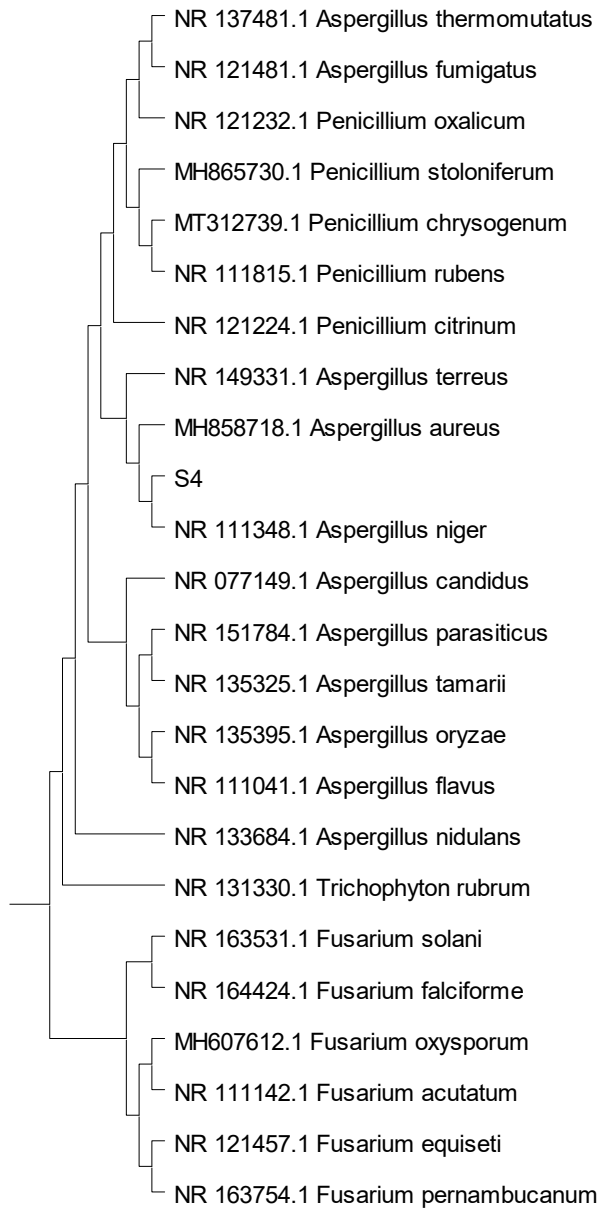 NR 137481.1 Aspergillus thermomutatus
NR 121481.1 Aspergillus fumigatus
NR 121232.1 Penicillium oxalicum
MH865730.1 Penicillium stoloniferum
MT312739.1 Penicillium chrysogenum
NR 111815.1 Penicillium rubens
NR 121224.1 Penicillium citrinum
NR 149331.1 Aspergillus terreus
MH858718.1 Aspergillus aureus
S4
NR 111348.1 Aspergillus niger
NR 077149.1 Aspergillus candidus
NR 151784.1 Aspergillus parasiticus
NR 135325.1 Aspergillus tamarii
NR 135395.1 Aspergillus oryzae
NR 111041.1 Aspergillus flavus
NR 133684.1 Aspergillus nidulans
NR 131330.1 Trichophyton rubrum
NR 163531.1 Fusarium solani
NR 164424.1 Fusarium falciforme
MH607612.1 Fusarium oxysporum
NR 111142.1 Fusarium acutatum
NR 121457.1 Fusarium equiseti
NR 163754.1 Fusarium pernambucanum